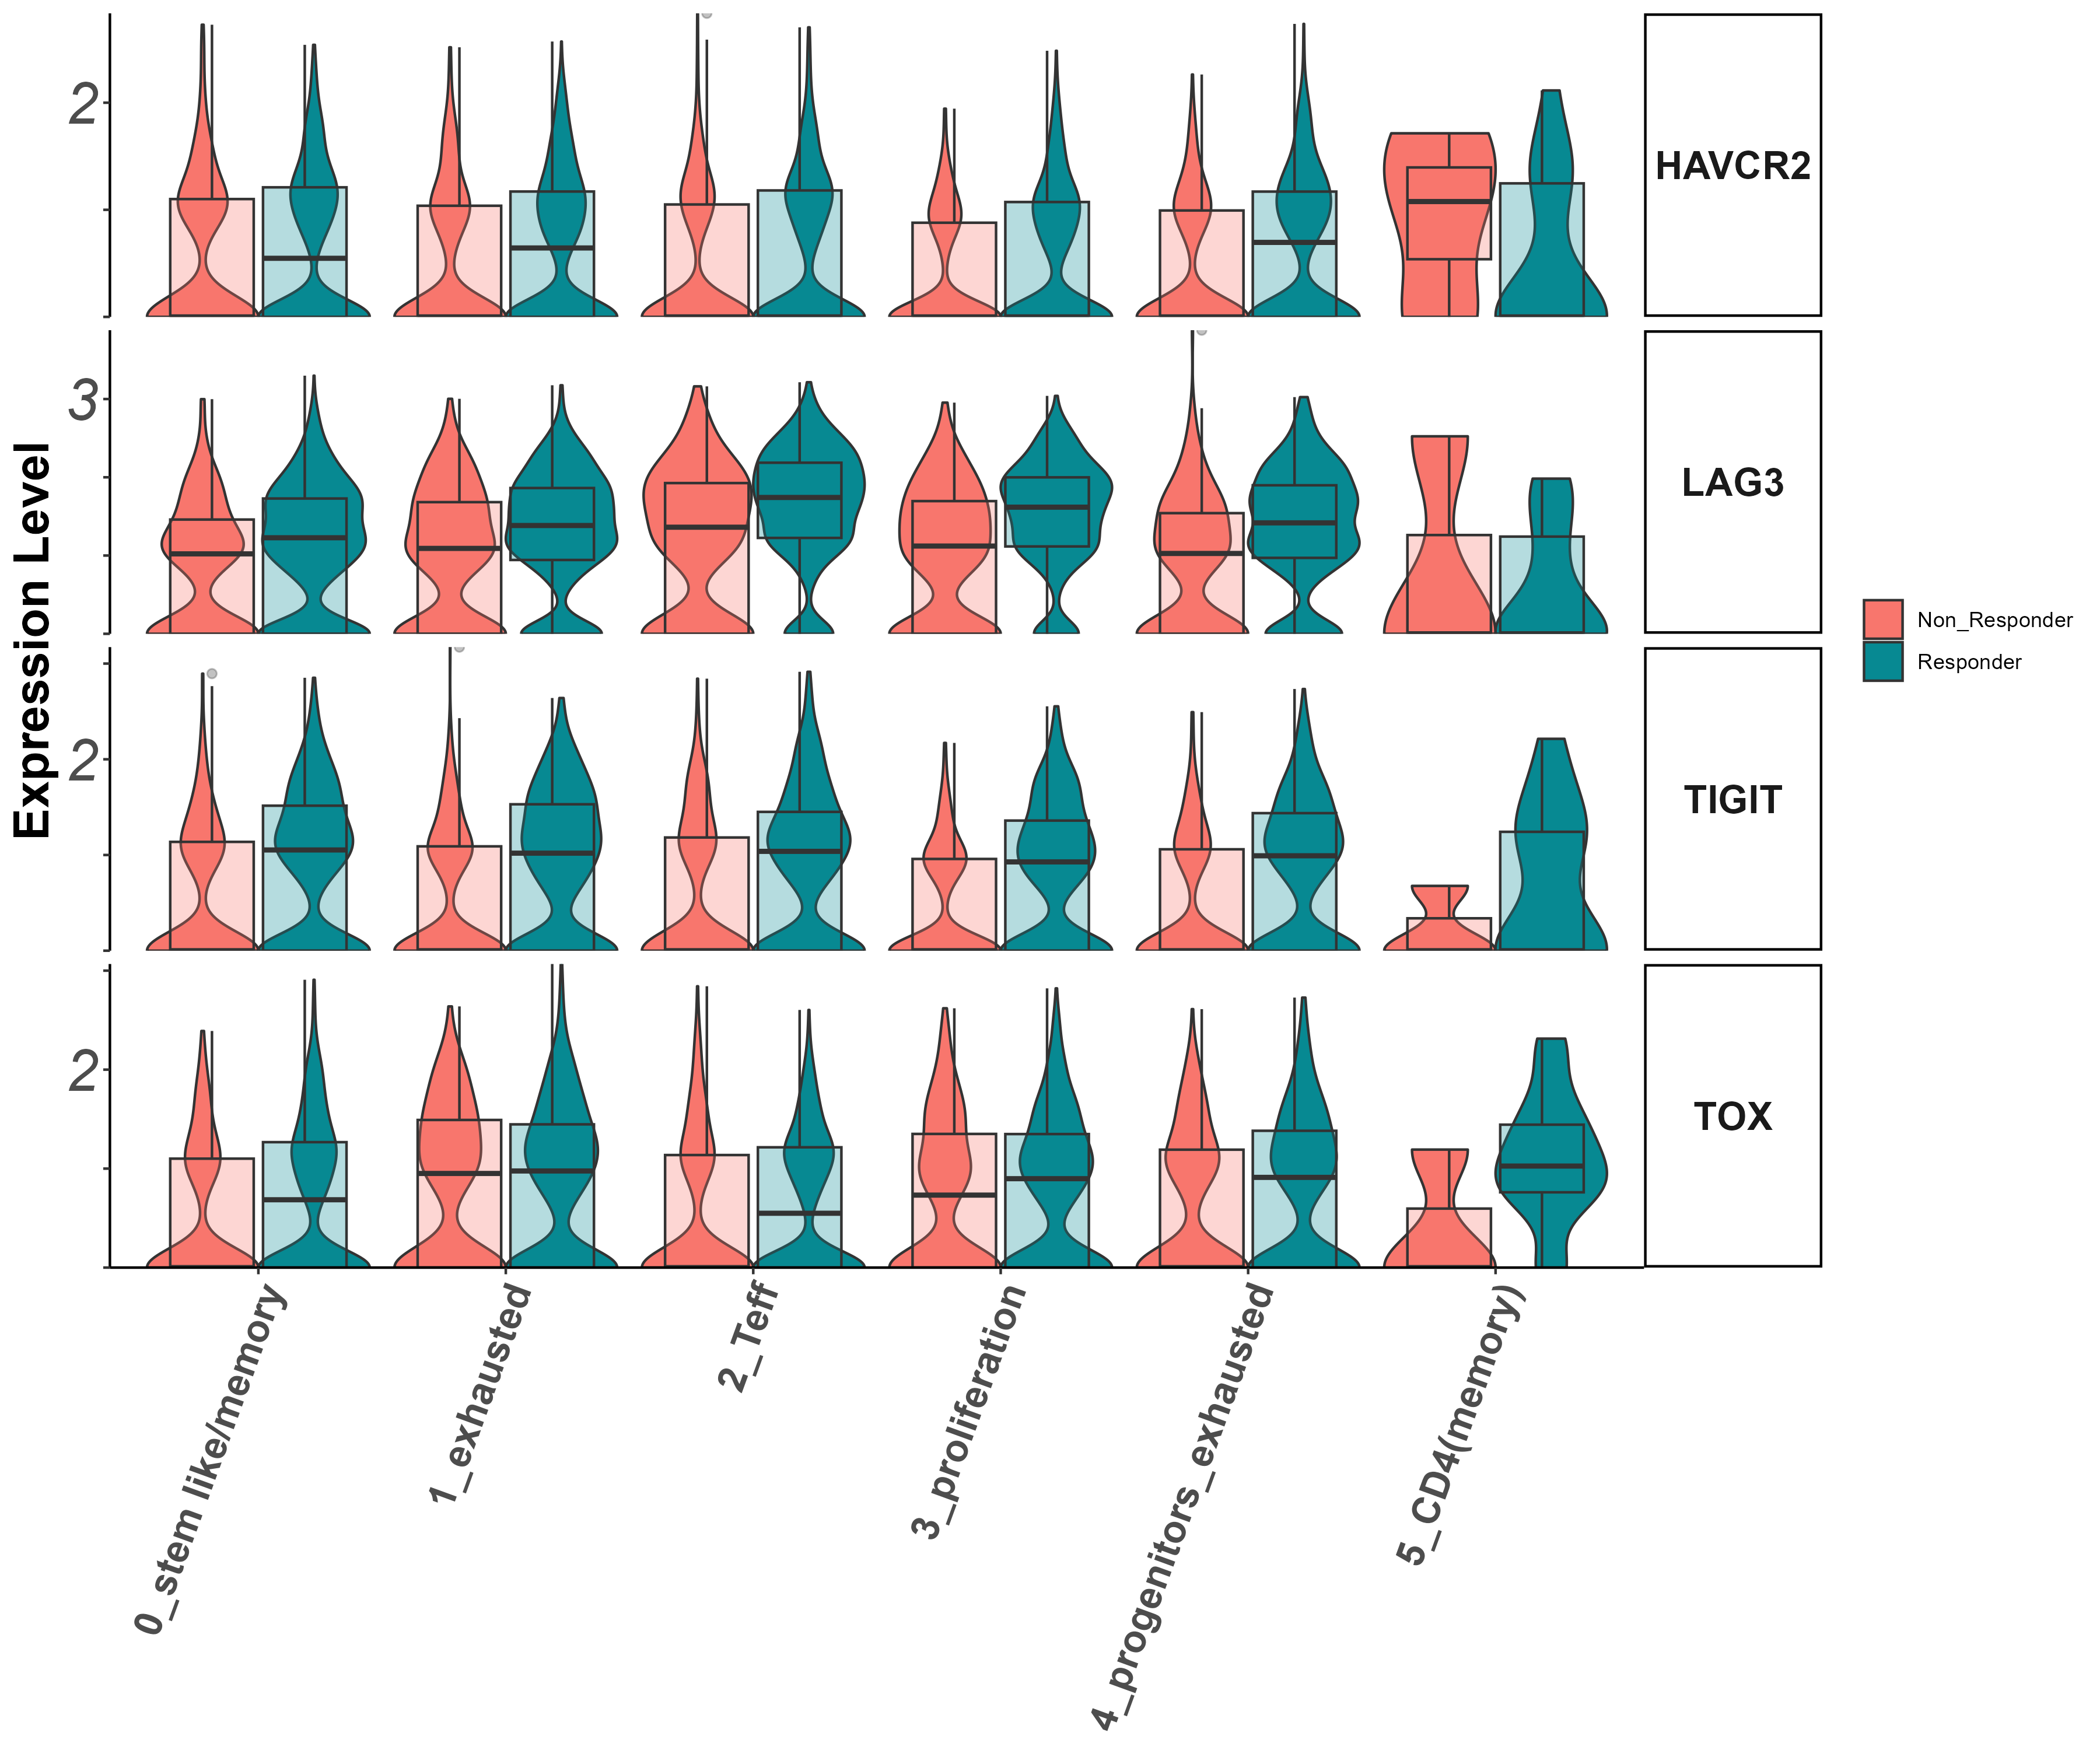 Expression Level
2
HAVCR2
3
LAG3
2
TIGIT
2
TOX
Non_Responder
Responder
0_stem like/memory
1_exhausted
2_Teff
3_proliferation
4_progenitors_exhausted
5_CD4(memory)